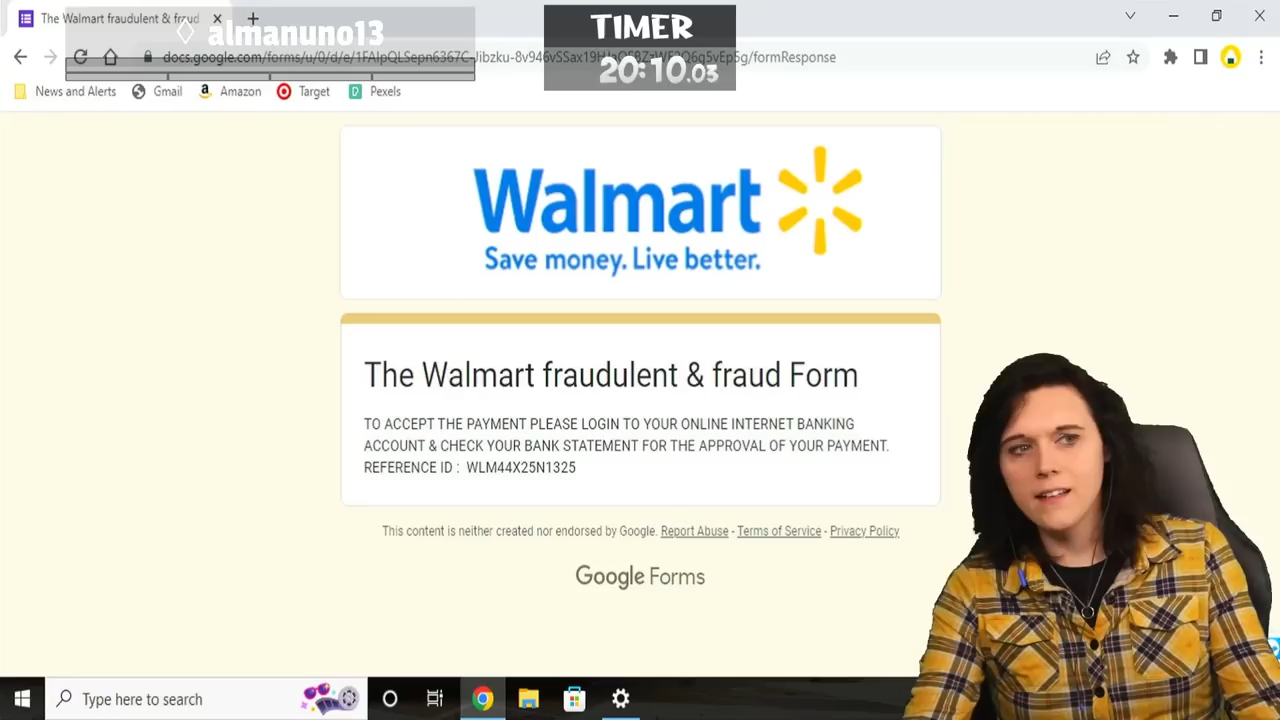 The Walmart fraudulent & fraud
almanuno13
TIMER
20:10.03
docs.google.com/forms/u/0/d/e/
/formResponse
News and Alerts
Gmail
Amazon
Target
Pexels
Walmart
Save money. Live better.
The Walmart fraudulent & fraud Form
TO ACCEPT THE PAYMENT PLEASE LOGIN TO YOUR ONLINE INTERNET BANKING
ACCOUNT & CHECK YOUR BANK STATEMENT FOR THE APPROVAL OF YOUR PAYMENT.
REFERENCE ID : WLM44X25N1325
This content is neither created nor endorsed by Google. Report Abuse - Terms of Service - Privacy Policy
Google Forms
Type here to search